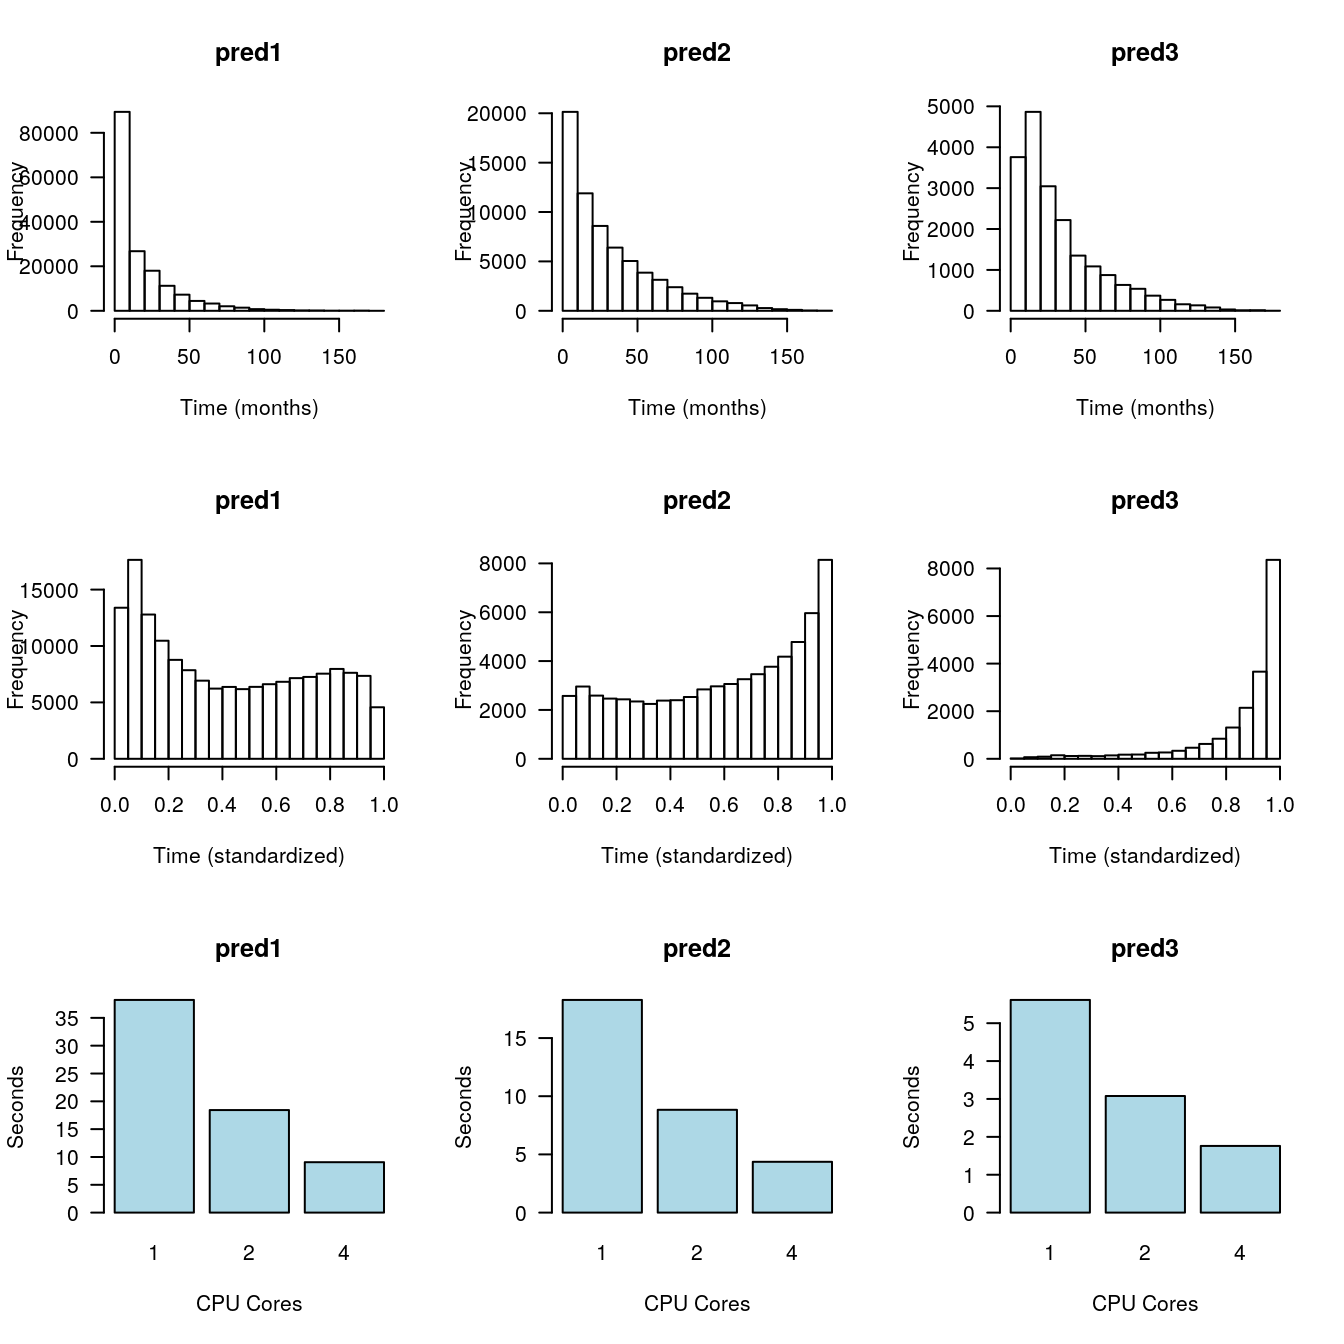 pred1
pred2
pred3
Frequency
80000
60000
40000
20000
0
0 50 100 150
Time (months)
Frequency
20000
15000
10000
5000
0
0 50 100 150
Time (months)
Frequency
5000
4000
3000
2000
1000
0
0 50 100 150
Time (months)
pred1
pred2
pred3
Frequency
15000
10000
5000
0
0.0 0.2 0.4 0.6 0.8 1.0
Time (standardized)
Frequency
8000
6000
4000
2000
0
0.0 0.2 0.4 0.6 0.8 1.0
Time (standardized)
Frequency
8000
6000
4000
2000
0
0.0 0.2 0.4 0.6 0.8 1.0
Time (standardized)
pred1
pred2
pred3
Seconds
35
30
25
20
15
10
5
0
1 2 4
CPU Cores
Seconds
15
10
5
0
1 2 4
CPU Cores
Seconds
5
4
3
2
1
0
1 2 4
CPU Cores